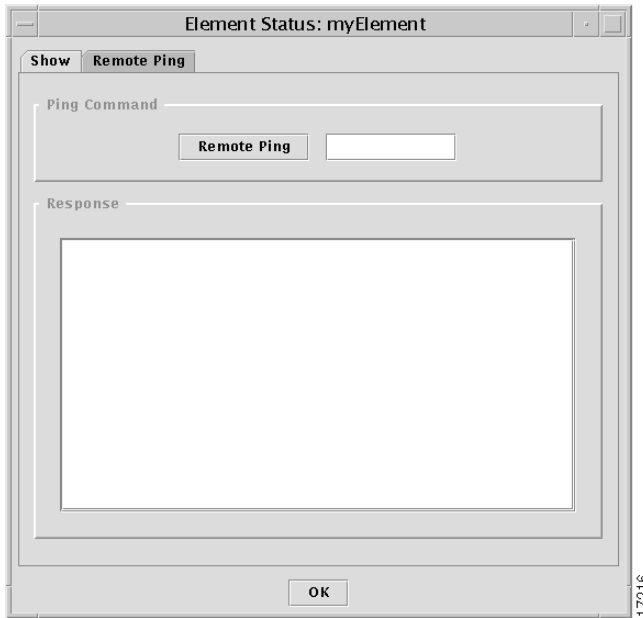 Element Status: myElement
Show Remote Ping
Ping Command
Remote Ping
Response
OK
17216